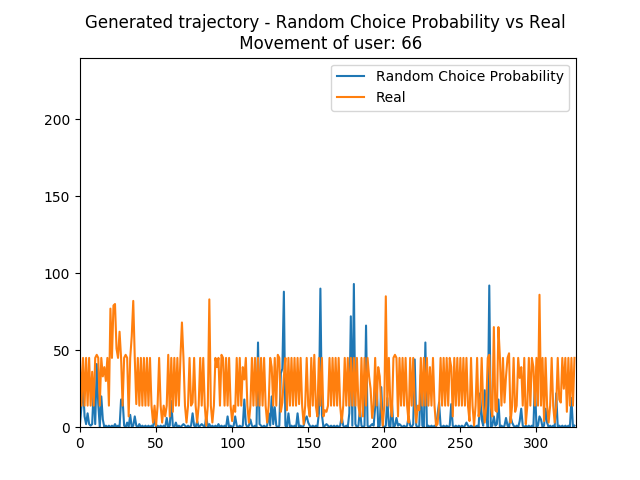 Generated trajectory - Random Choice Probability vs Real
Movement of user: 66
Random Choice Probability
Real
200
150
100
50
0
0 50 100 150 200 250 300